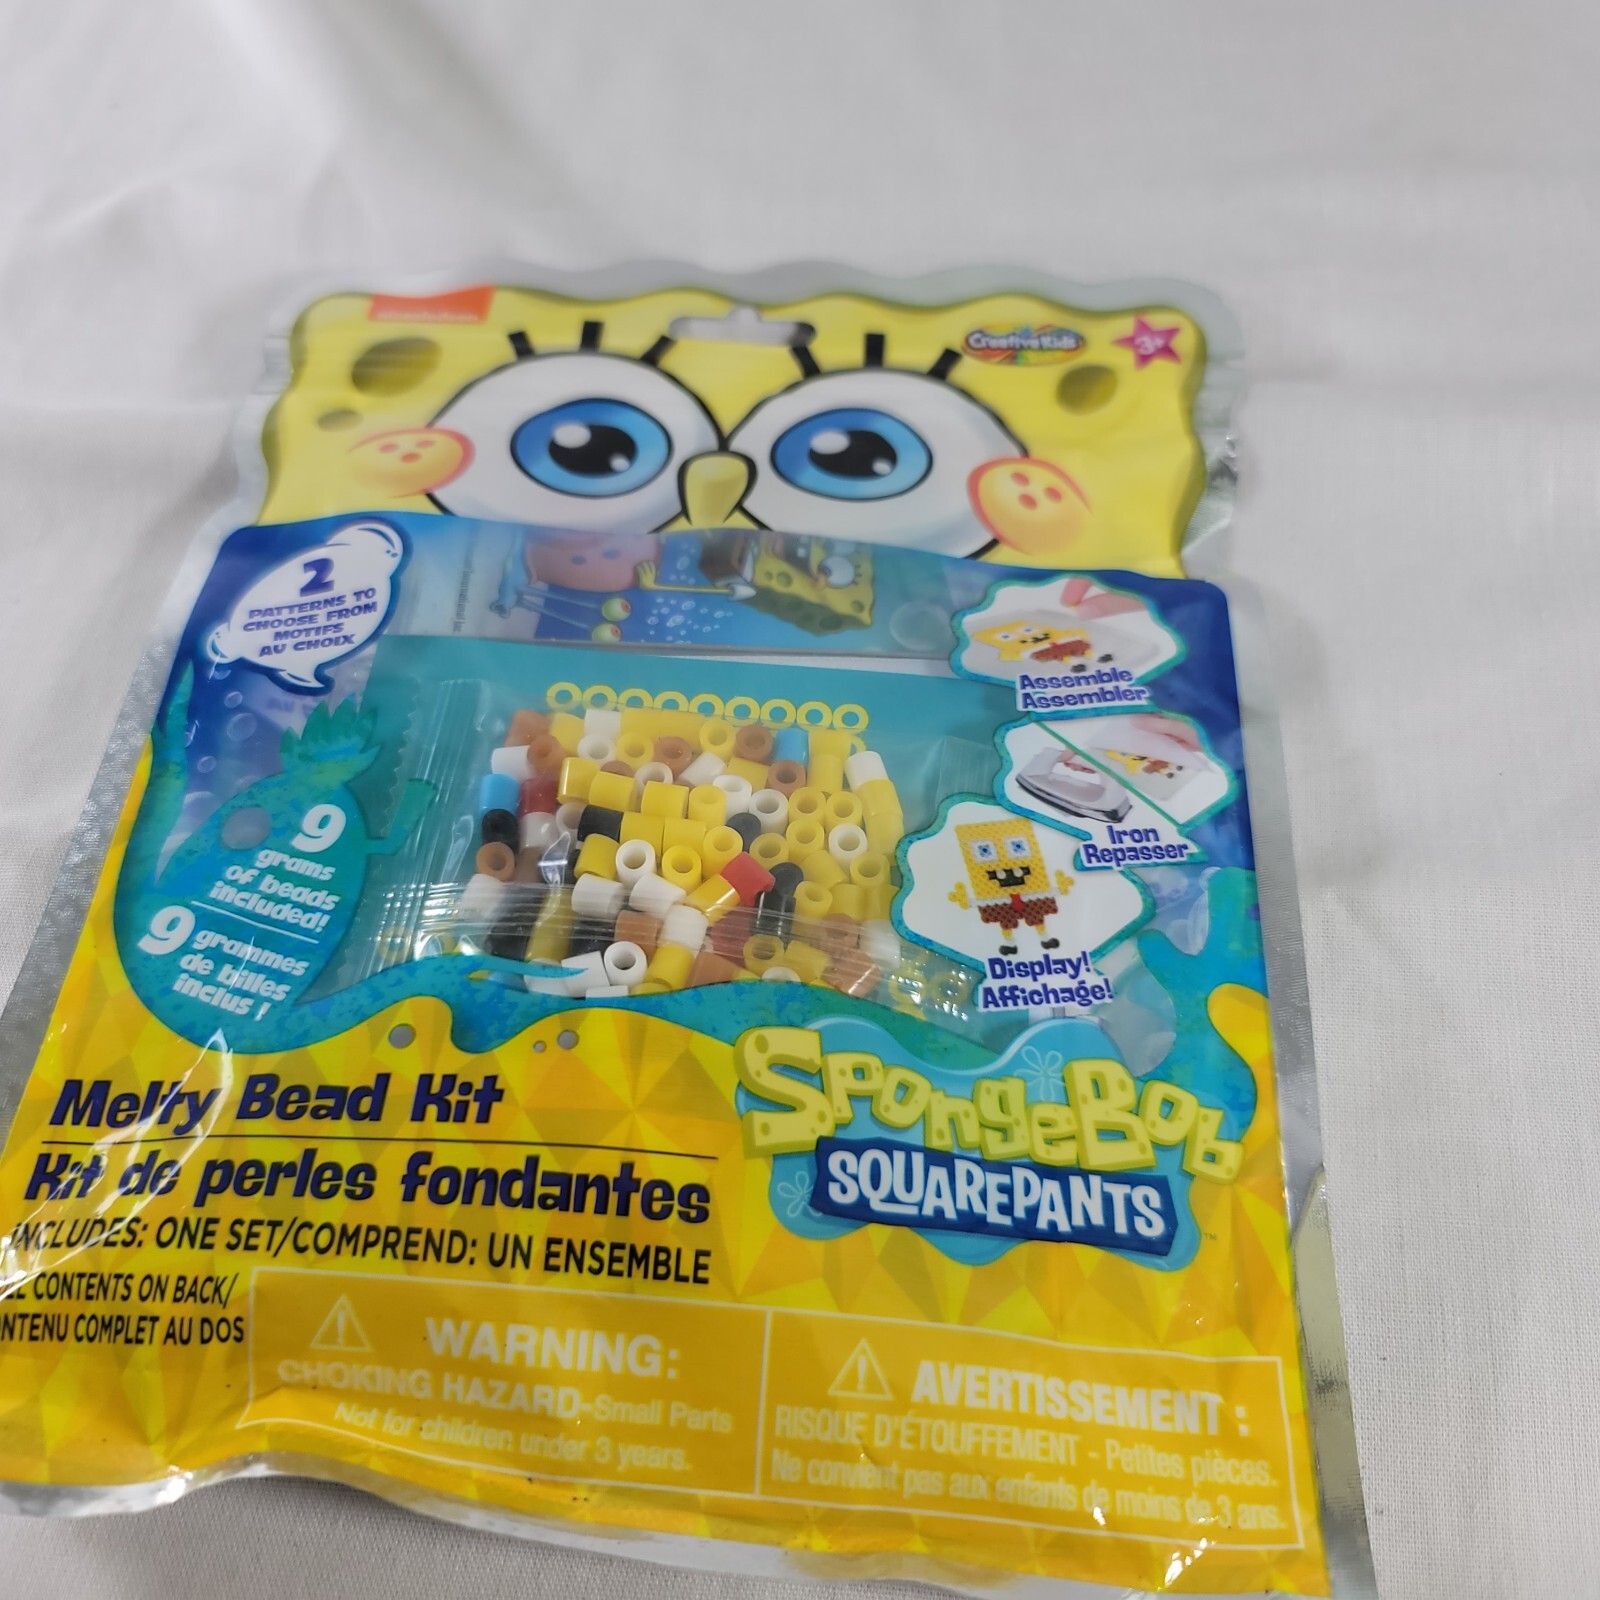 nickelodeon
Creative Kids
3+
2
PATTERNS TO
CHOOSE FROM
MOTIFS
AU CHOIX
Assemble
Assembler
Iron
Repasser
9
grams
of beads
included!
9 grammes
de billes
inclus !
Display!
Affichage!
Melty Bead Kit
Kit de perles fondantes
INCLUDES: ONE SET/COMPREND: UN ENSEMBLE
CONTENTS ON BACK/
COMPLET AU DOS
SPONGEBOB
SQUAREPANTS
™
WARNING:
CHOKING HAZARD-Small Parts
Not for children under 3 years.
AVERTISSEMENT :
RISQUE D'ÉTOUFFEMENT - Petites pièces.
Ne convient pas aux enfants de moins de 3 ans.